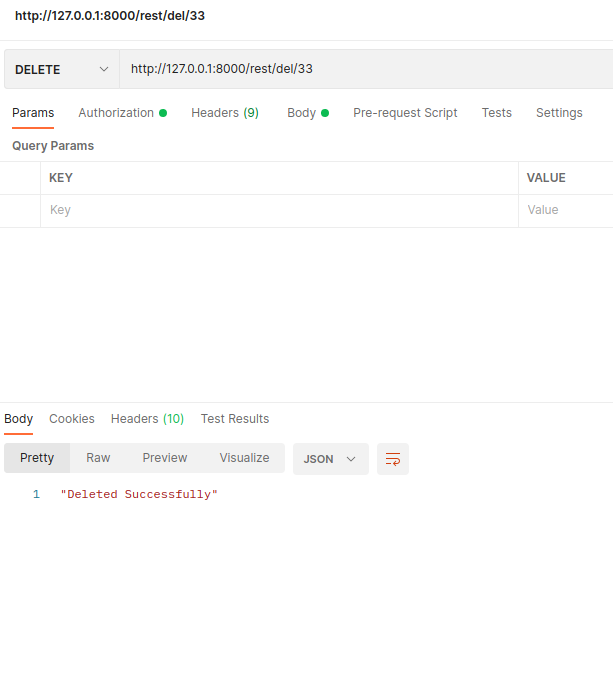 http://127.0.0.1:8000/rest/del/33
DELETE http://127.0.0.1:8000/rest/del/33
Params Authorization Headers (9) Body Pre-request Script Tests Settings
Query Params
KEY VALUE
Key Value
Body Cookies Headers (10) Test Results
Pretty Raw Preview Visualize JSON
1 "Deleted Successfully"